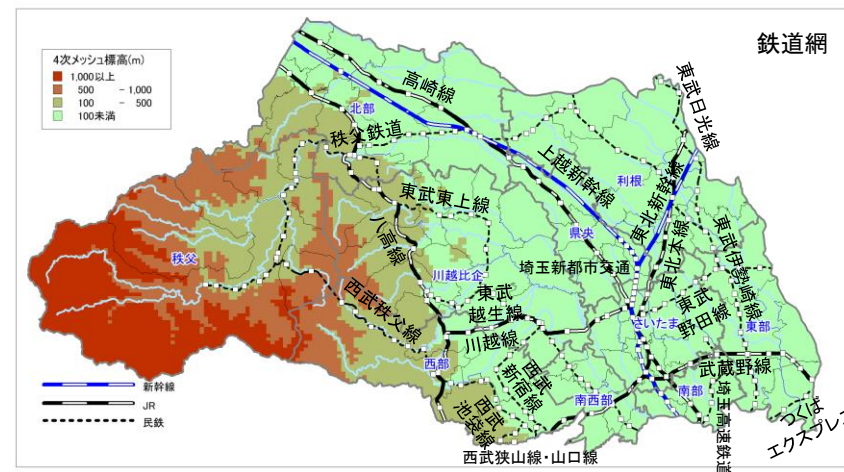 鉄道網
4次メッシュ標高(m)
1,000以上
500 - 1,000
100 - 500
100未満
高崎線
北部
秩父鉄道
東武日光線
上越新幹線
利根
東北新幹線
東武東上線
八高線
県央
東北本線
秩父
川越比企
埼玉新都市交通
東武伊勢崎線
西武秩父線
東武
越生線
東武
野田線
さいたま
東部
川越線
西部
武蔵野線
西武
新宿線
南西部
南部
西武
池袋線
埼玉高速鉄道
つくば
エクスプレス
西武狭山線・山口線
新幹線
JR
民鉄